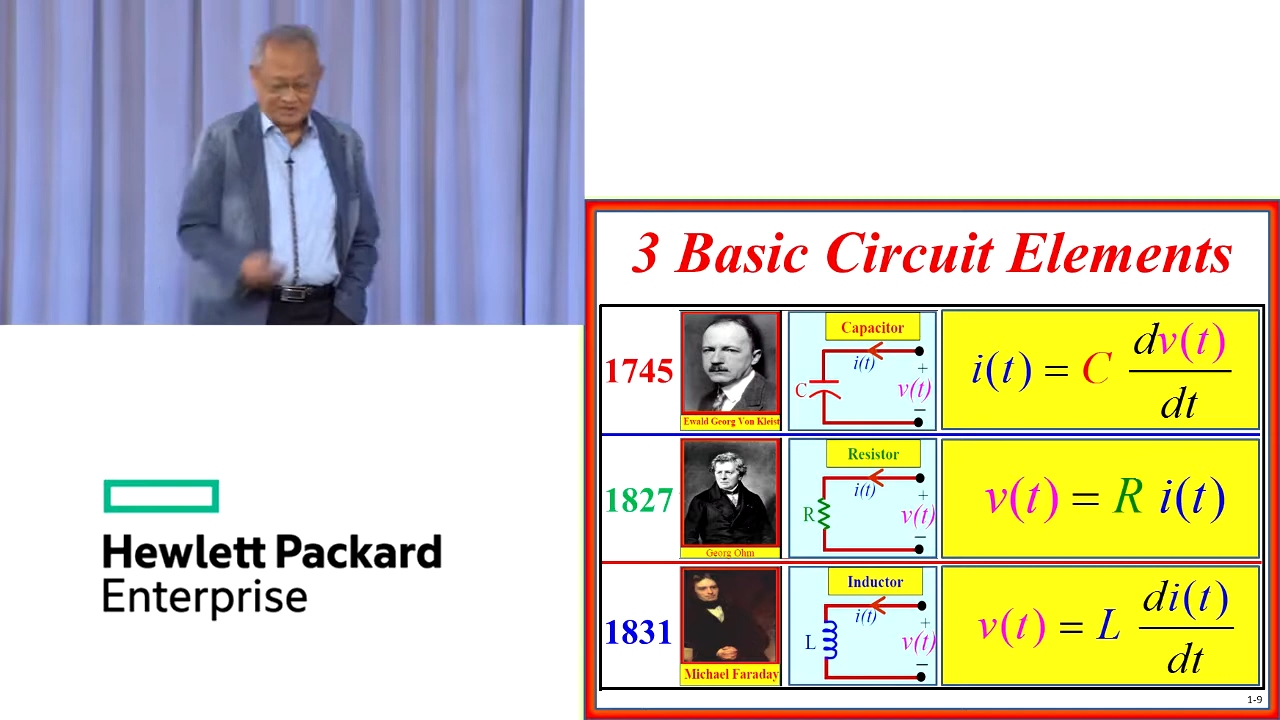 3 Basic Circuit Elements
1745
Ewald Georg Von Kleist
Capacitor
i(t)
C
+
v(t)
−
i(t) = C dv(t)/dt
1827
Georg Ohm
Resistor
i(t)
R
+
v(t)
−
v(t) = R i(t)
1831
Michael Faraday
Inductor
i(t)
L
+
v(t)
−
v(t) = L di(t)/dt
1-9
Hewlett Packard
Enterprise